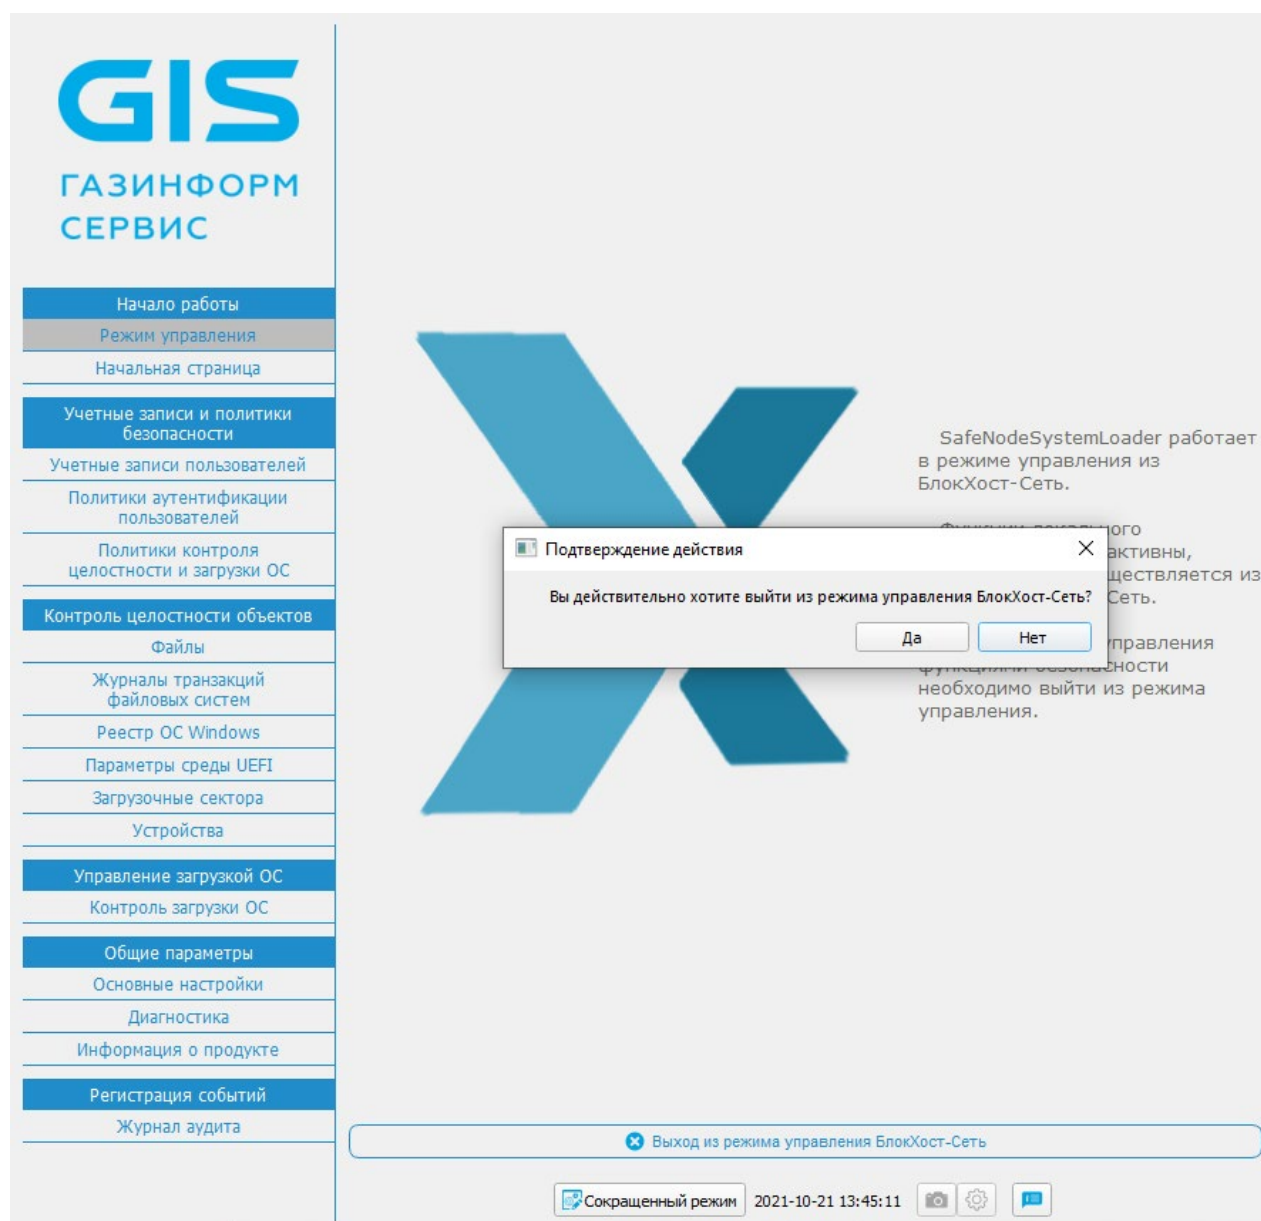 GIS
ГАЗИНФОРМ
СЕРВИС
Начало работы
Режим управления
Начальная страница
Учетные записи и политики
безопасности
Учетные записи пользователей
Политики аутентификации
пользователей
Политики контроля
целостности и загрузки ОС
Контроль целостности объектов
Файлы
Журналы транзакций
файловых систем
Реестр ОС Windows
Параметры среды UEFI
Загрузочные сектора
Устройства
Управление загрузкой ОС
Контроль загрузки ОС
Общие параметры
Основные настройки
Диагностика
Информация о продукте
Регистрация событий
Журнал аудита
SafeNodeSystemLoader работает
в режиме управления из
БлокХост-Сеть.
Подтверждение действия
Вы действительно хотите выйти из режима управления БлокХост-Сеть?
Да
Нет
активны,
Сеть.
управления
необходимо выйти из режима
управления.
Выход из режима управления БлокХост-Сеть
Сокращенный режим
2021-10-21 13:45:11